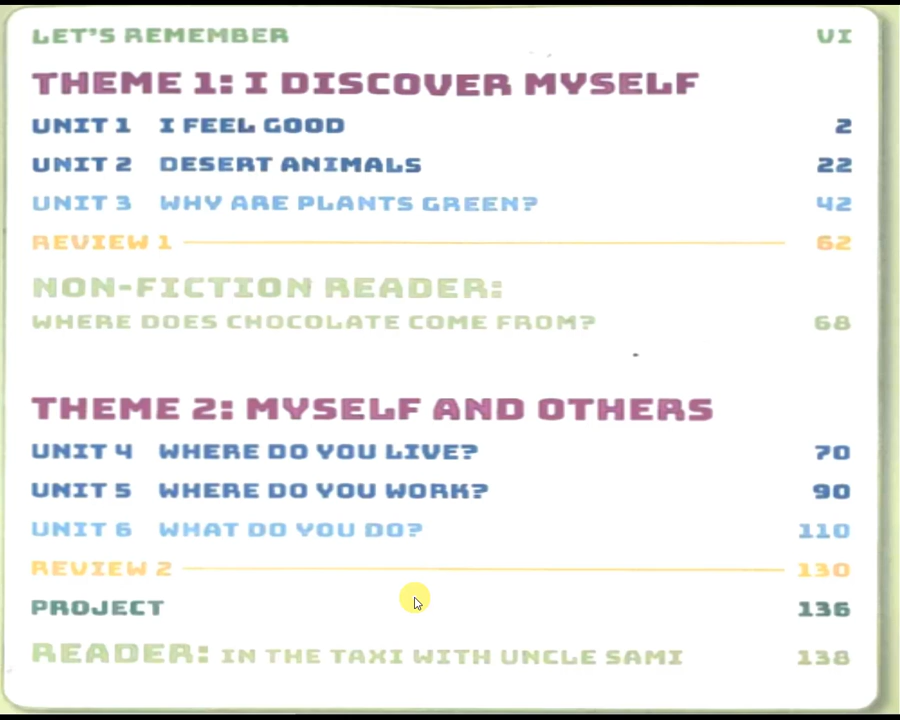 LET'S REMEMBER VI
THEME 1: I DISCOVER MYSELF
UNIT 1 I FEEL GOOD 2
UNIT 2 DESERT ANIMALS 22
UNIT 3 WHY ARE PLANTS GREEN? 42
REVIEW 1 62
NON-FICTION READER:
WHERE DOES CHOCOLATE COME FROM? 68
THEME 2: MYSELF AND OTHERS
UNIT 4 WHERE DO YOU LIVE? 70
UNIT 5 WHERE DO YOU WORK? 90
UNIT 6 WHAT DO YOU DO? 110
REVIEW 2 130
PROJECT 136
READER: IN THE TAXI WITH UNCLE SAMI 138